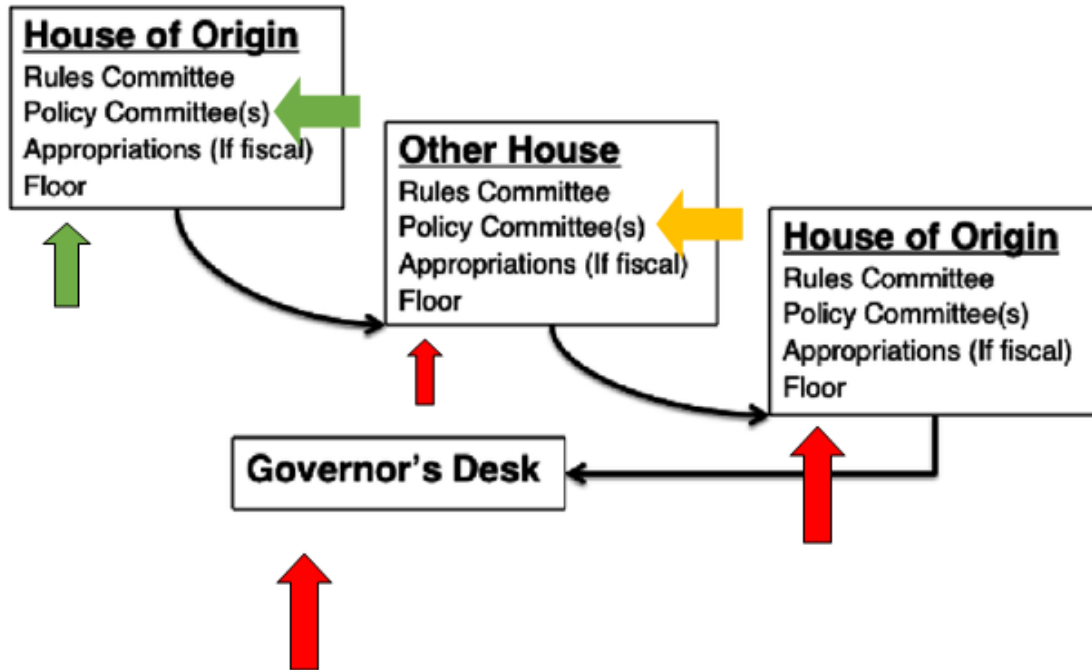 House of Origin
Rules Committee
Policy Committee(s)
Appropriations (If fiscal)
Floor
Other House
Rules Committee
Policy Committee(s)
Appropriations (If fiscal)
Floor
House of Origin
Rules Committee
Policy Committee(s)
Appropriations (If fiscal)
Floor
Governor's Desk